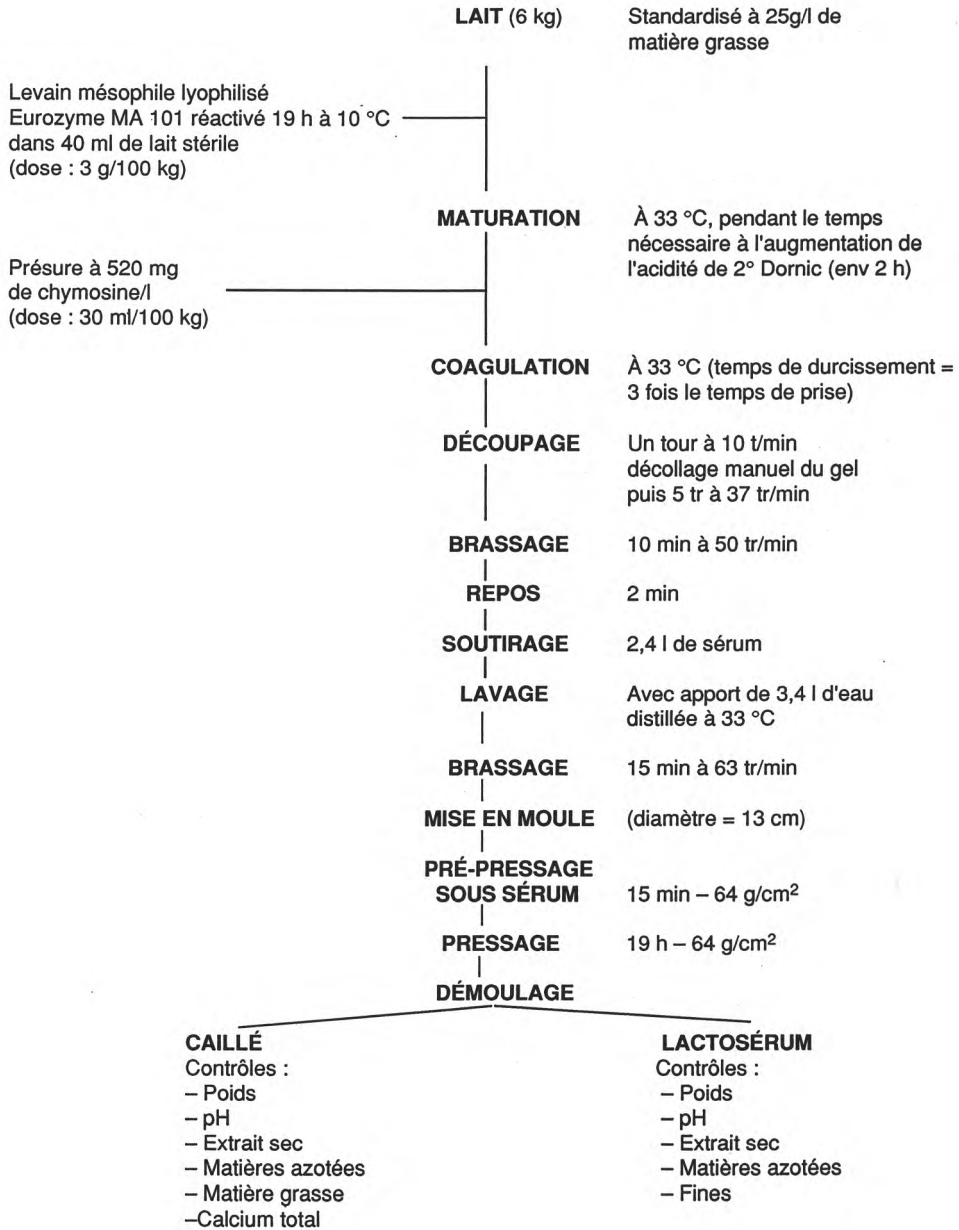 LAIT (6 kg)
Standardisé à 25g/l de
matière grasse
Levain mésophile lyophilisé
Eurozyme MA 101 réactivé 19 h à 10 °C
dans 40 ml de lait stérile
(dose : 3 g/100 kg)
MATURATION
À 33 °C, pendant le temps
nécessaire à l'augmentation de
l'acidité de 2° Dornic (env 2 h)
Présure à 520 mg
de chymosine/l
(dose : 30 ml/100 kg)
COAGULATION
À 33 °C (temps de durcissement =
3 fois le temps de prise)
DÉCOUPAGE
Un tour à 10 t/min
décollage manuel du gel
puis 5 tr à 37 tr/min
BRASSAGE
10 min à 50 tr/min
REPOS
2 min
SOUTIRAGE
2,4 l de sérum
LAVAGE
Avec apport de 3,4 l d'eau
distillée à 33 °C
BRASSAGE
15 min à 63 tr/min
MISE EN MOULE
(diamètre = 13 cm)
PRÉ-PRESSAGE
SOUS SÉRUM
15 min – 64 g/cm²
PRESSAGE
19 h – 64 g/cm²
DÉMOULAGE
CAILLÉ
Contrôles :
– Poids
– pH
– Extrait sec
– Matières azotées
– Matière grasse
–Calcium total
LACTOSÉRUM
Contrôles :
– Poids
– pH
– Extrait sec
– Matières azotées
– Fines